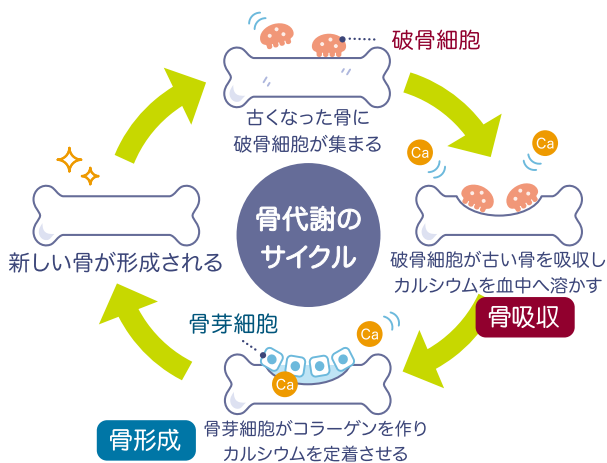 破骨細胞
古くなった骨に
破骨細胞が集まる
Ca
Ca
破骨細胞が古い骨を吸収し
カルシウムを血中へ溶かす
骨吸収
骨代謝の
サイクル
新しい骨が形成される
骨芽細胞
Ca
Ca
骨形成
骨芽細胞がコラーゲンを作り
カルシウムを定着させる